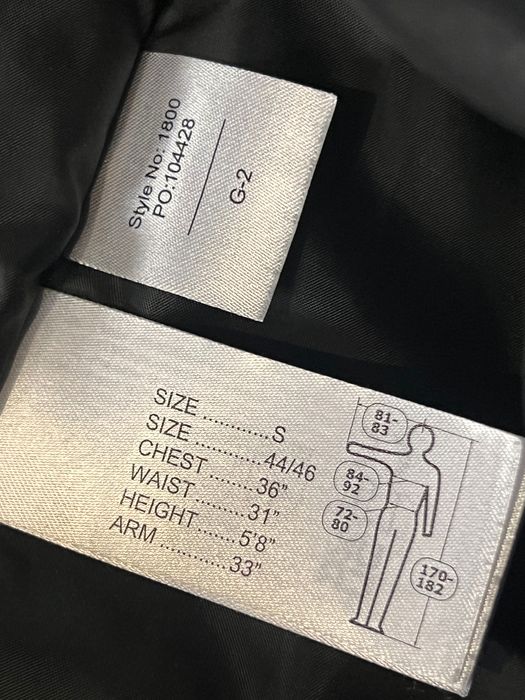 Style No: 1800
PO:104428
G-2
SIZE ...........S
SIZE ...........44/46
CHEST .......36”
WAIST ........31”
HEIGHT......5’8”
ARM ...........33”
81-
83
84-
92
72-
80
170-
182